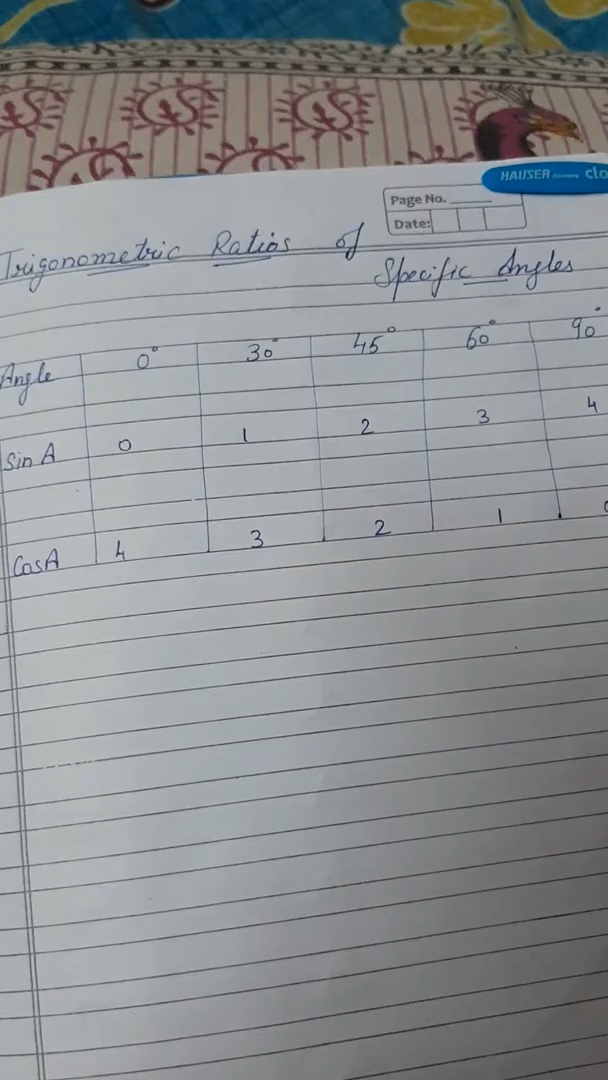 HAUSER Germany clo
Page No.
Date:
Trigonometric Ratios of
Specific Angles
Angle 0° 30° 45° 60° 90°
Sin A 0 1 2 3 4
Cos A 4 3 2 1